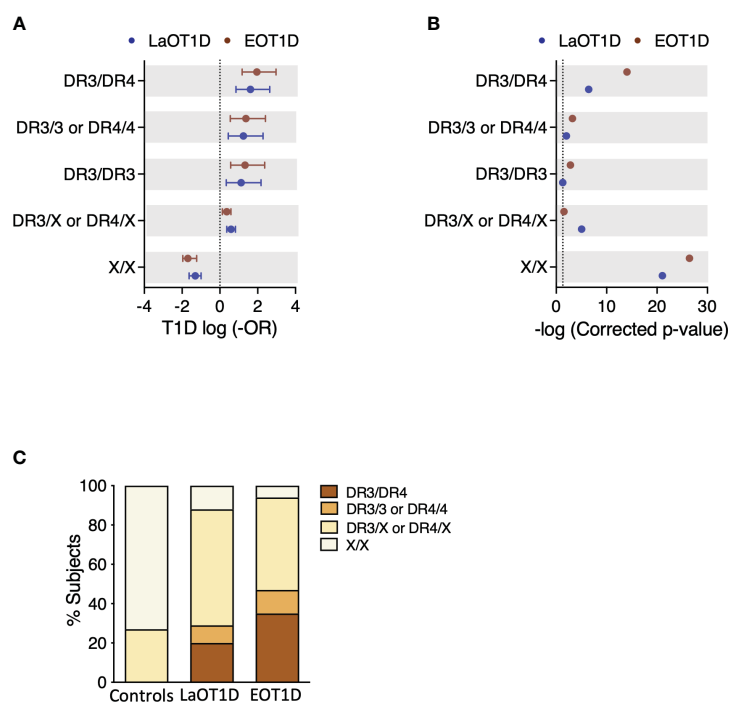 A
LaOT1D EOT1D
DR3/DR4
DR3/3 or DR4/4
DR3/DR3
DR3/X or DR4/X
X/X
-4 -2 0 2 4
T1D log (-OR)
B
LaOT1D EOT1D
DR3/DR4
DR3/3 or DR4/4
DR3/DR3
DR3/X or DR4/X
X/X
0 10 20 30
-log (Corrected p-value)
C
% Subjects
100
80
60
40
20
0
Controls LaOT1D EOT1D
DR3/DR4
DR3/3 or DR4/4
DR3/X or DR4/X
X/X